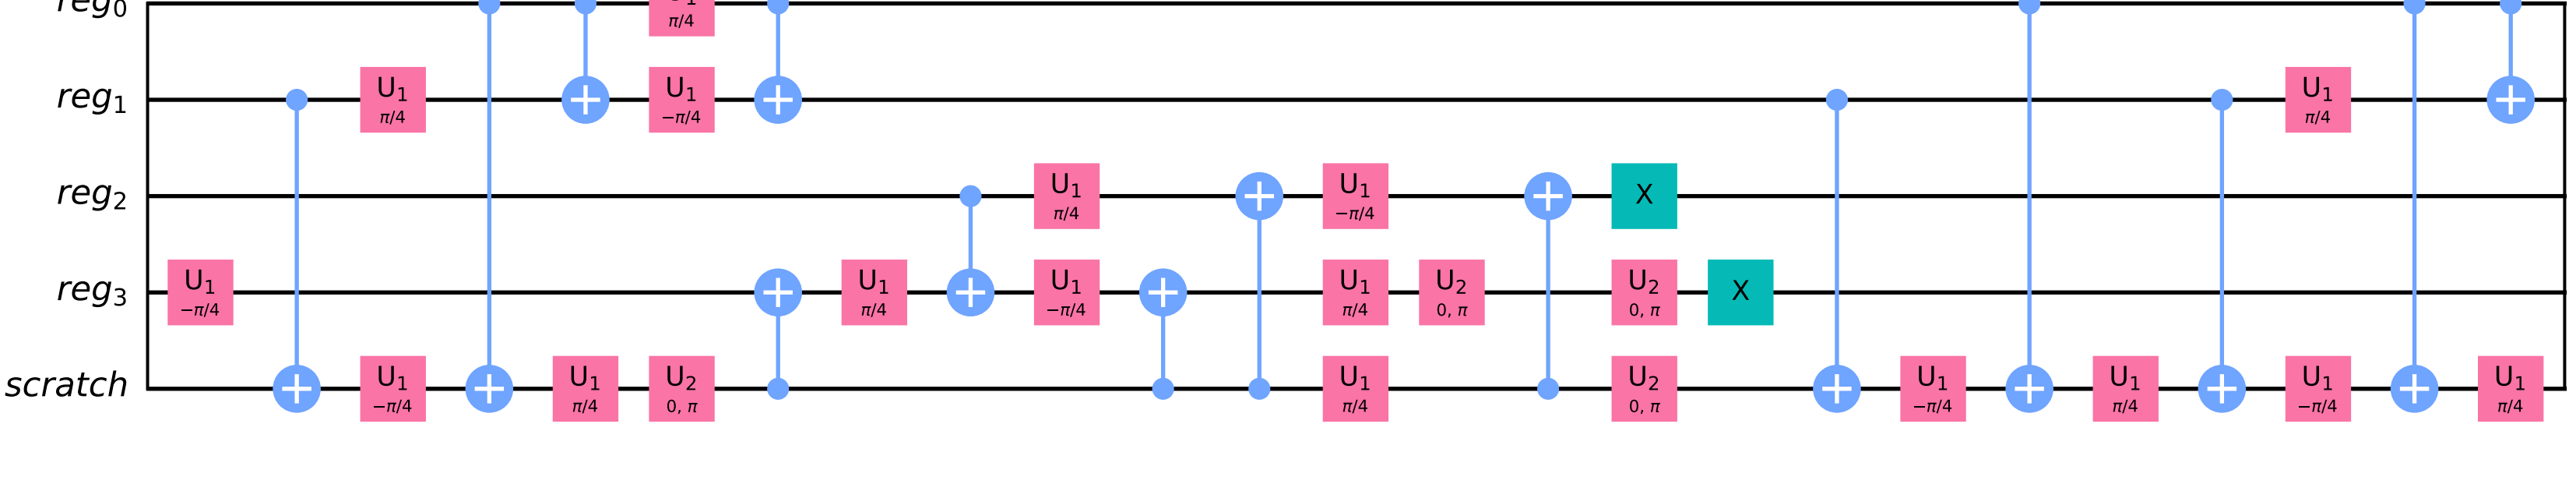 reg₀
π/4
reg₁ U₁ U₁ U₁
π/4 −π/4 π/4
reg₂ U₁ U₁ X
π/4 −π/4
reg₃ U₁ U₁ U₁ U₁ U₂ U₂ X
−π/4 π/4 −π/4 π/4 0, π 0, π
scratch U₁ U₁ U₂ U₁ U₂ U₁ U₁ U₁ U₁
−π/4 π/4 0, π π/4 0, π −π/4 π/4 −π/4 π/4